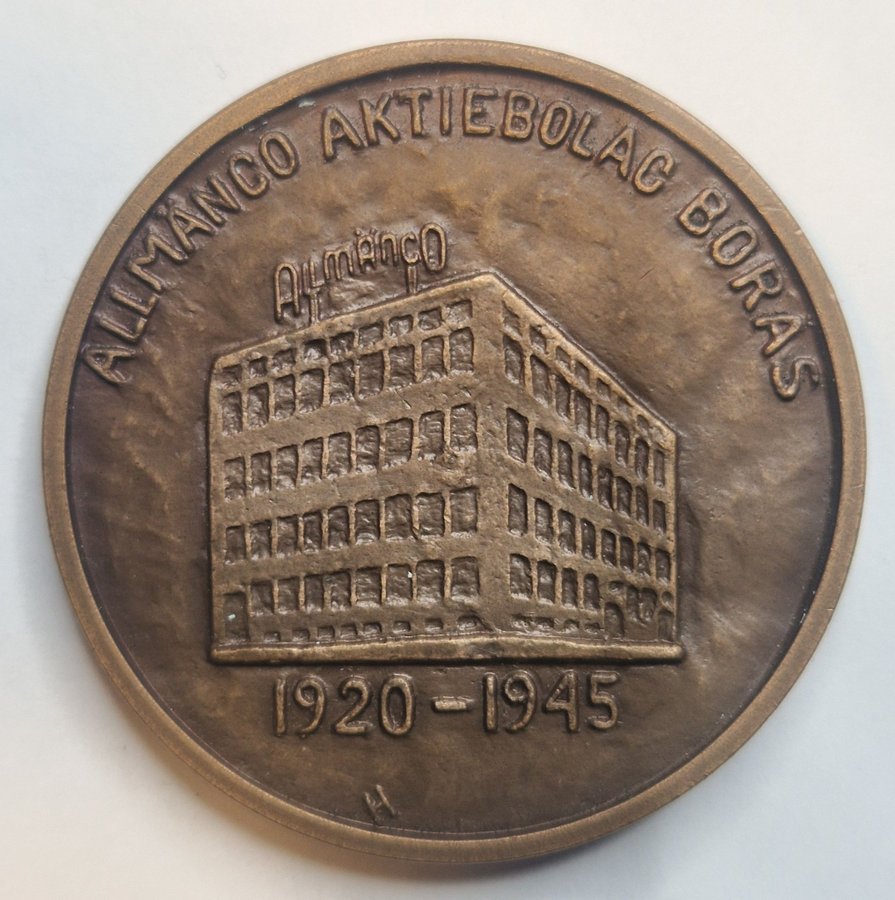 ALLMÄNCO AKTIEBOLAG BORÅS
ALLMÄNCO
1920-1945
H